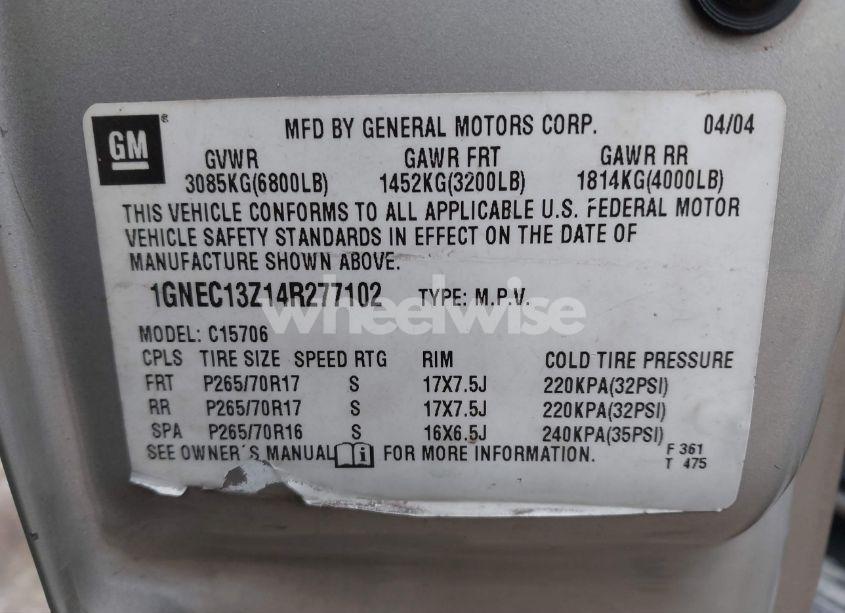 GM ®
MFD BY GENERAL MOTORS CORP. 04/04
GVWR GAWR FRT GAWR RR
3085KG(6800LB) 1452KG(3200LB) 1814KG(4000LB)
THIS VEHICLE CONFORMS TO ALL APPLICABLE U.S. FEDERAL MOTOR
VEHICLE SAFETY STANDARDS IN EFFECT ON THE DATE OF
MANUFACTURE SHOWN ABOVE.
1GNEC13Z14R277102 TYPE: M.P.V.
wheelwise
MODEL: C15706
CPLS TIRE SIZE SPEED RTG RIM COLD TIRE PRESSURE
FRT P265/70R17 S 17X7.5J 220KPA(32PSI)
RR P265/70R17 S 17X7.5J 220KPA(32PSI)
SPA P265/70R16 S 16X6.5J 240KPA(35PSI)
SEE OWNER'S MANUAL FOR MORE INFORMATION.
F 361
T 475